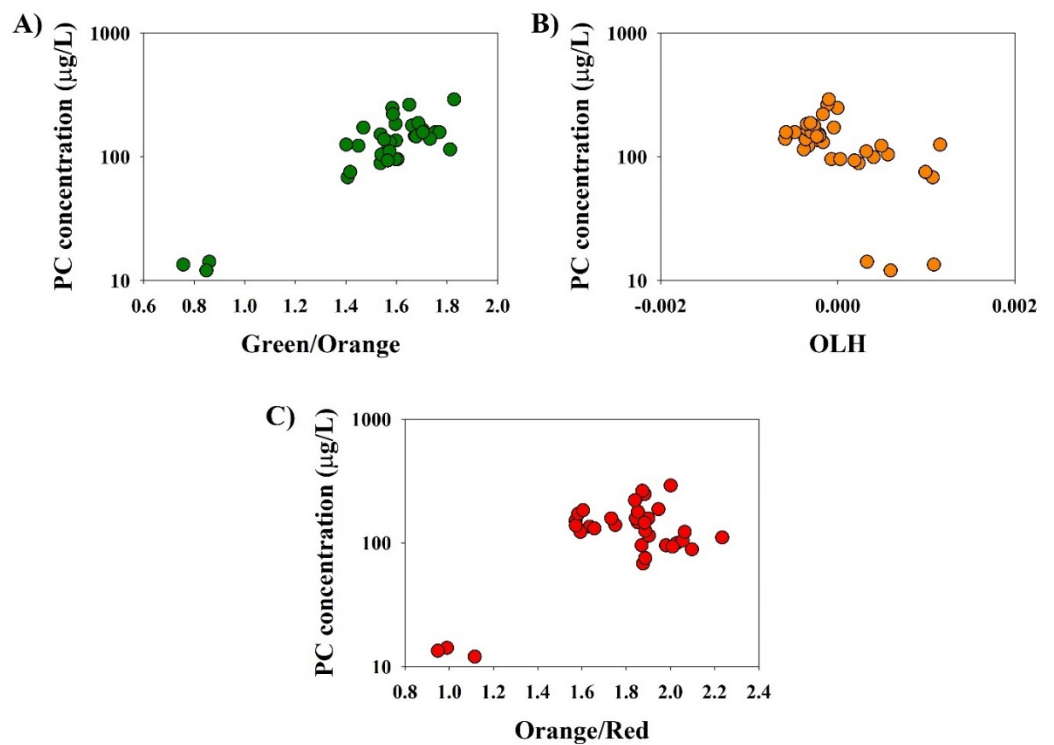 A)
PC concentration (µg/L)
1000
100
10
0.6 0.8 1.0 1.2 1.4 1.6 1.8 2.0
Green/Orange
B)
PC concentration (µg/L)
1000
100
10
-0.002 0.000 0.002
OLH
C)
PC concentration (µg/L)
1000
100
10
0.8 1.0 1.2 1.4 1.6 1.8 2.0 2.2 2.4
Orange/Red